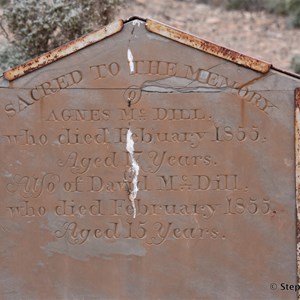 SACRED TO THE MEMORY
of
AGNES McDILL.
who died Febuary 1855.
Aged Years.
Also of David McDill.
who died February 1855.
Aged 15 Years.
© Step